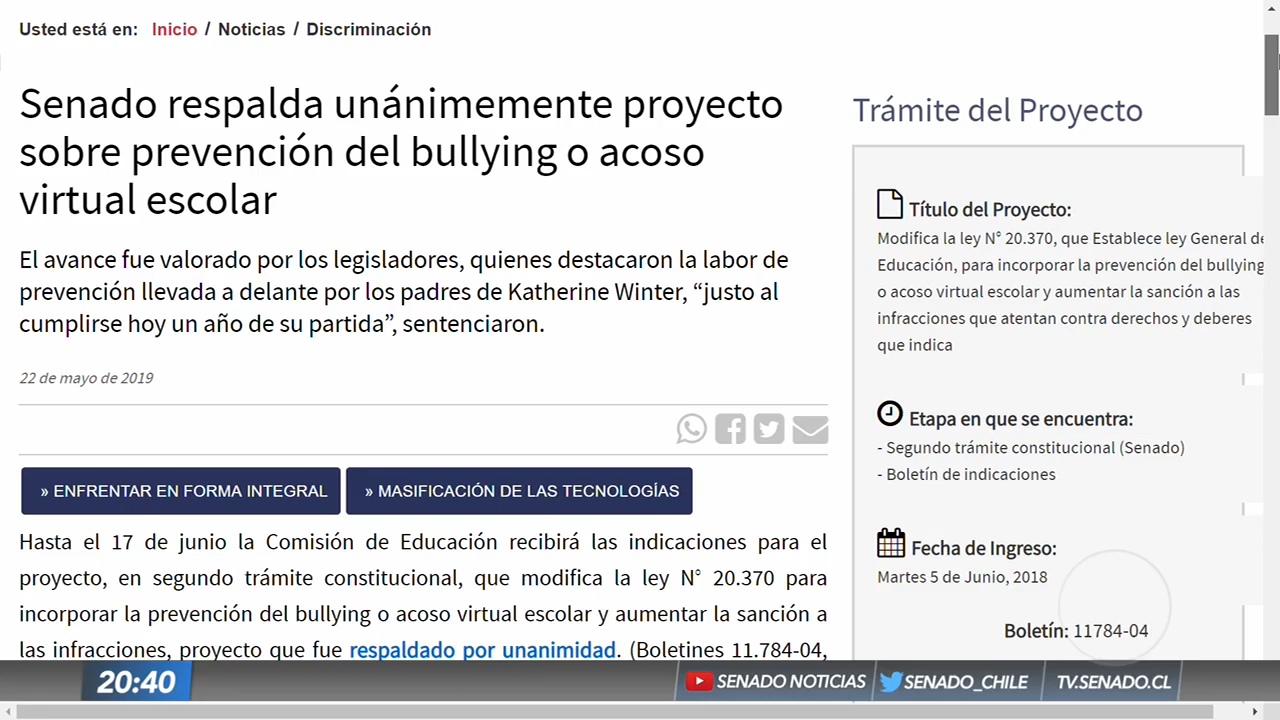 Usted está en: Inicio / Noticias / Discriminación
Senado respalda unánimemente proyecto
sobre prevención del bullying o acoso
virtual escolar
El avance fue valorado por los legisladores, quienes destacaron la labor de
prevención llevada a delante por los padres de Katherine Winter, “justo al
cumplirse hoy un año de su partida”, sentenciaron.
22 de mayo de 2019
» ENFRENTAR EN FORMA INTEGRAL
» MASIFICACIÓN DE LAS TECNOLOGÍAS
Hasta el 17 de junio la Comisión de Educación recibirá las indicaciones para el
proyecto, en segundo trámite constitucional, que modifica la ley N° 20.370 para
incorporar la prevención del bullying o acoso virtual escolar y aumentar la sanción a
las infracciones, proyecto que fue respaldado por unanimidad. (Boletines 11.784-04,
Trámite del Proyecto
Título del Proyecto:
Modifica la ley N° 20.370, que Establece ley General de
Educación, para incorporar la prevención del bullying
o acoso virtual escolar y aumentar la sanción a las
infracciones que atentan contra derechos y deberes
que indica
Etapa en que se encuentra:
- Segundo trámite constitucional (Senado)
- Boletín de indicaciones
Fecha de Ingreso:
Martes 5 de Junio, 2018
Boletín: 11784-04
20:40
SENADO NOTICIAS
SENADO_CHILE
TV.SENADO.CL